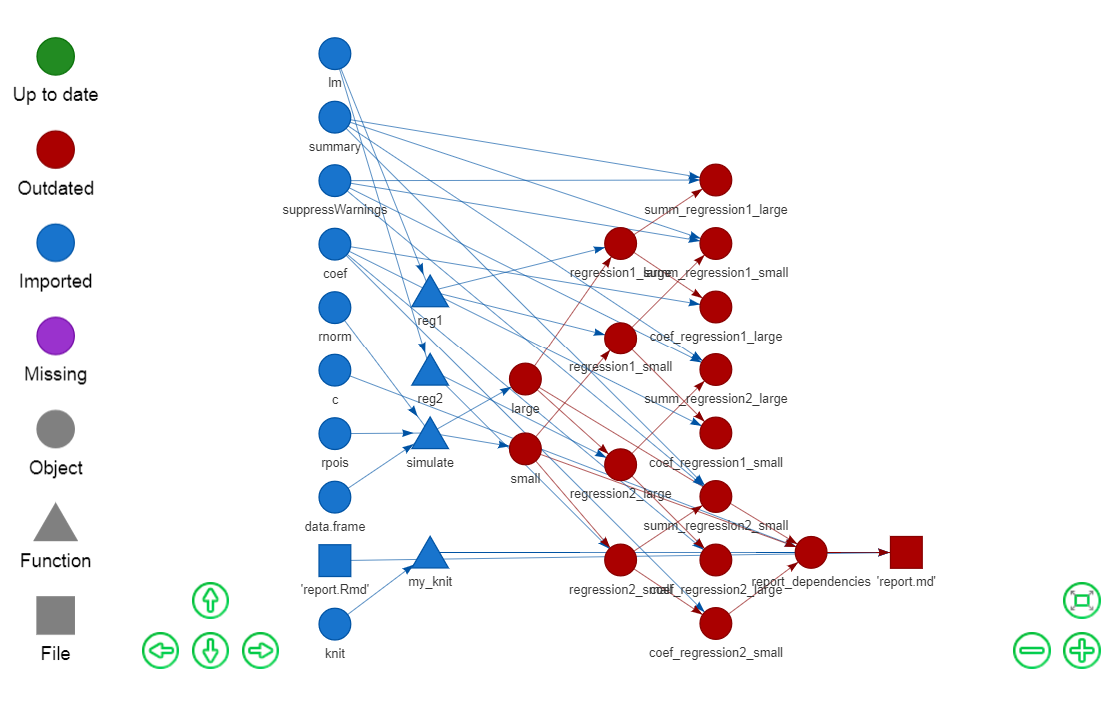 Up to date
Outdated
Imported
Missing
Object
Function
File
lm
summary
suppressWarnings
coef
rnorm
c
rpois
data.frame
'report.Rmd'
knit
reg1
reg2
simulate
my_knit
large
small
regression1_large
regression1_small
regression2_large
regression2_small
summ_regression1_large
summ_regression1_small
coef_regression1_large
summ_regression2_large
coef_regression1_small
summ_regression2_small
coef_regression2_large
coef_regression2_small
report_dependencies
'report.md'